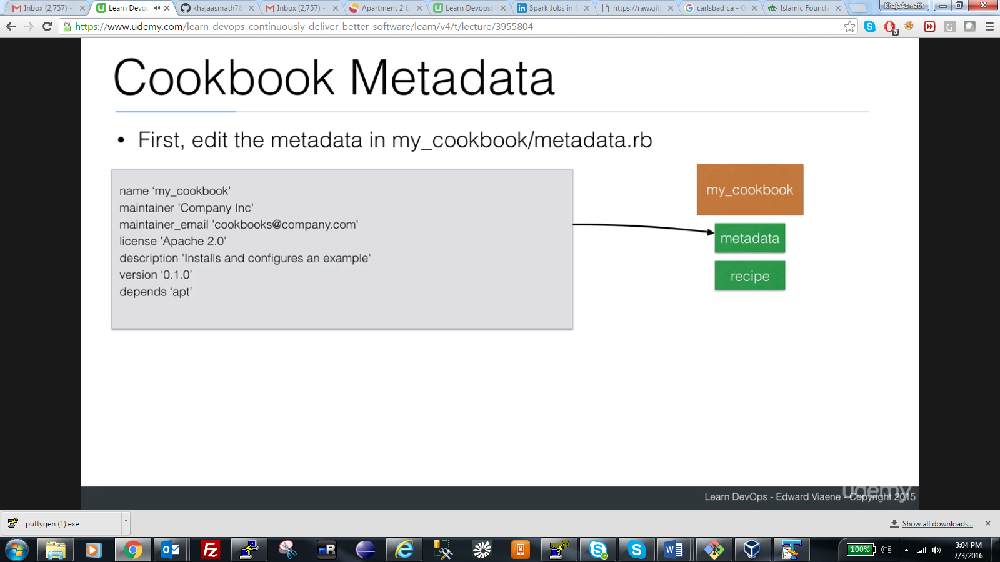 Inbox (2,757) -
Learn Devop
khajaasmath78
Inbox (2,757) -
Apartment 2 b
Learn Devops:
Spark Jobs in S
https://raw.git
carlsbad ca - G
Islamic Founda
KhajaAsmath
https://www.udemy.com/learn-devops-continuously-deliver-better-software/learn/v4/t/lecture/3955804
3
G
Cookbook Metadata
• First, edit the metadata in my_cookbook/metadata.rb
name ‘my_cookbook'
maintainer 'Company Inc'
maintainer_email 'cookbooks@company.com'
license 'Apache 2.0'
description 'Installs and configures an example'
version ‘0.1.0’
depends ‘apt’
my_cookbook
metadata
recipe
udemy
Learn DevOps - Edward Viaene - Copyright 2015
puttygen (1).exe
Show all downloads...
mR
100%
3:04 PM
7/3/2016